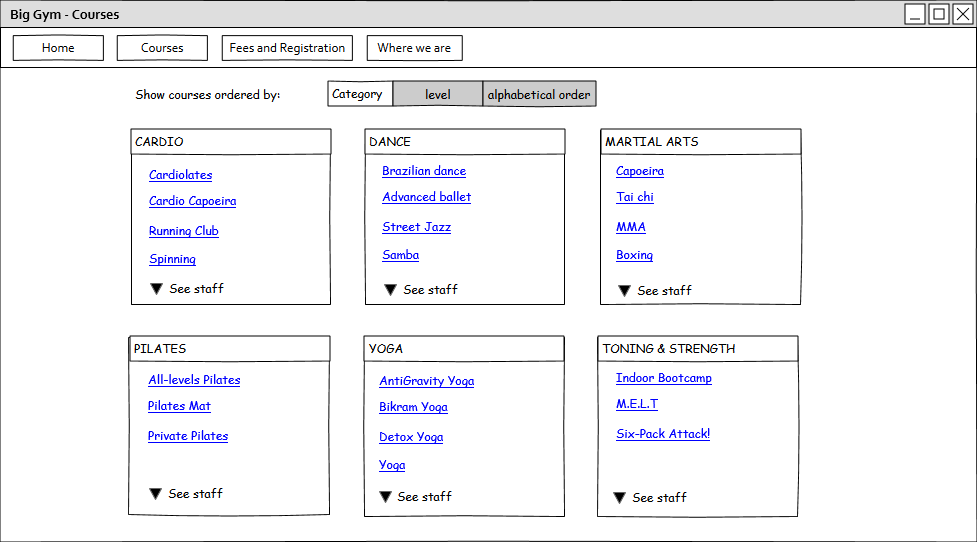 Big Gym - Courses
Home
Courses
Fees and Registration
Where we are
Show courses ordered by:
Category
level
alphabetical order
CARDIO
Cardiolates
Cardio Capoeira
Running Club
Spinning
See staff
DANCE
Brazilian dance
Advanced ballet
Street Jazz
Samba
See staff
MARTIAL ARTS
Capoeira
Tai chi
MMA
Boxing
See staff
PILATES
All-levels Pilates
Pilates Mat
Private Pilates
See staff
YOGA
AntiGravity Yoga
Bikram Yoga
Detox Yoga
Yoga
See staff
TONING & STRENGTH
Indoor Bootcamp
M.E.L.T
Six-Pack Attack!
See staff